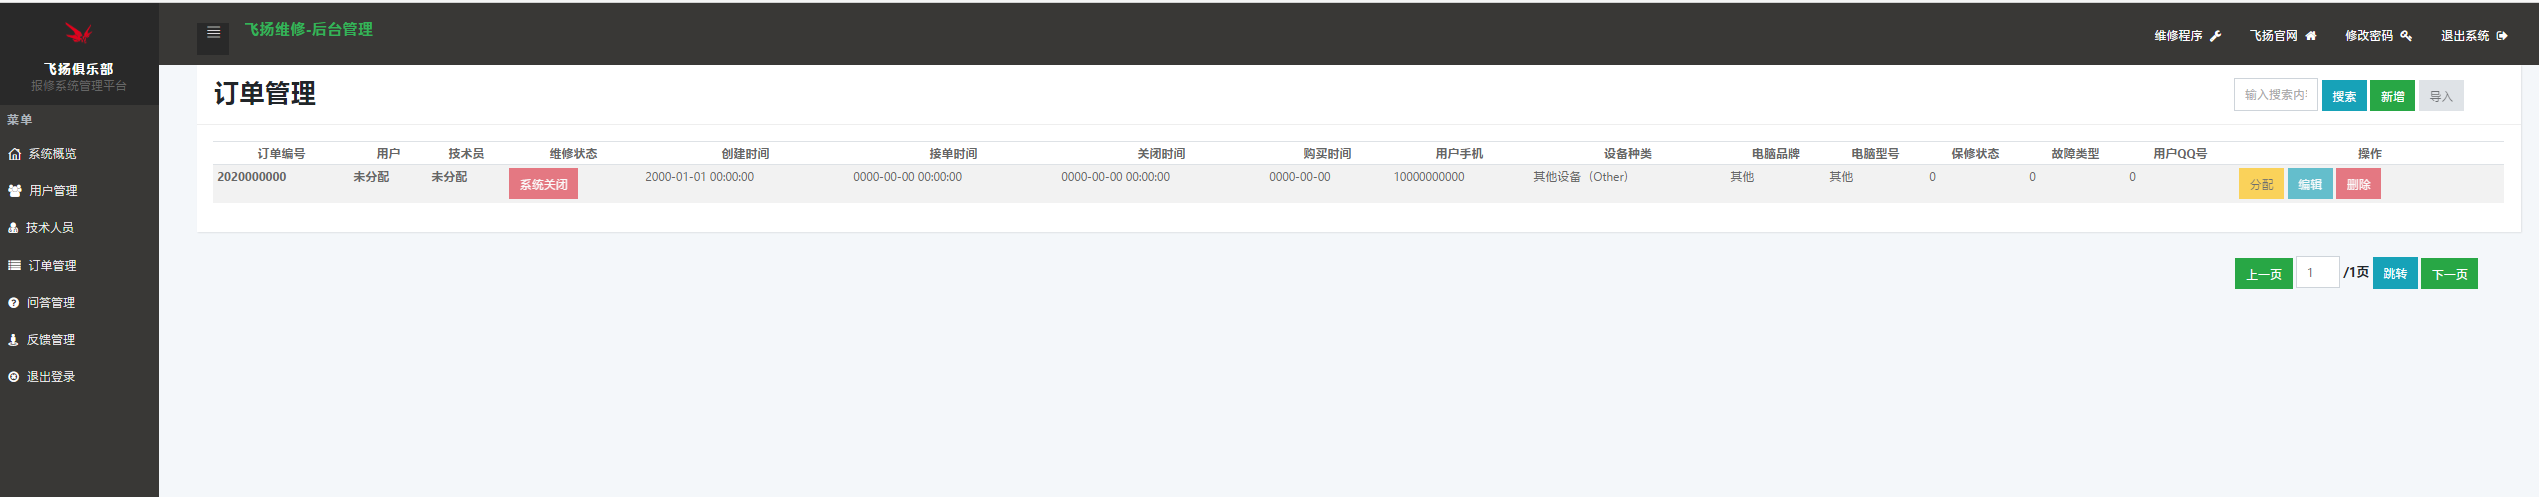 飞扬俱乐部
报修系统管理平台
菜单
系统概览
用户管理
技术人员
订单管理
问答管理
反馈管理
退出登录
飞扬维修-后台管理
维修程序 飞扬官网 修改密码 退出系统
订单管理
输入搜索内 搜索 新增 导入
订单编号 用户 技术员 维修状态 创建时间 接单时间 关闭时间 购买时间 用户手机 设备种类 电脑品牌 电脑型号 保修状态 故障类型 用户QQ号 操作
2020000000 未分配 未分配 系统关闭 2000-01-01 00:00:00 0000-00-00 00:00:00 0000-00-00 00:00:00 0000-00-00 10000000000 其他设备（Other） 其他 其他 0 0 0 分配 编辑 删除
上一页 1 /1页 跳转 下一页